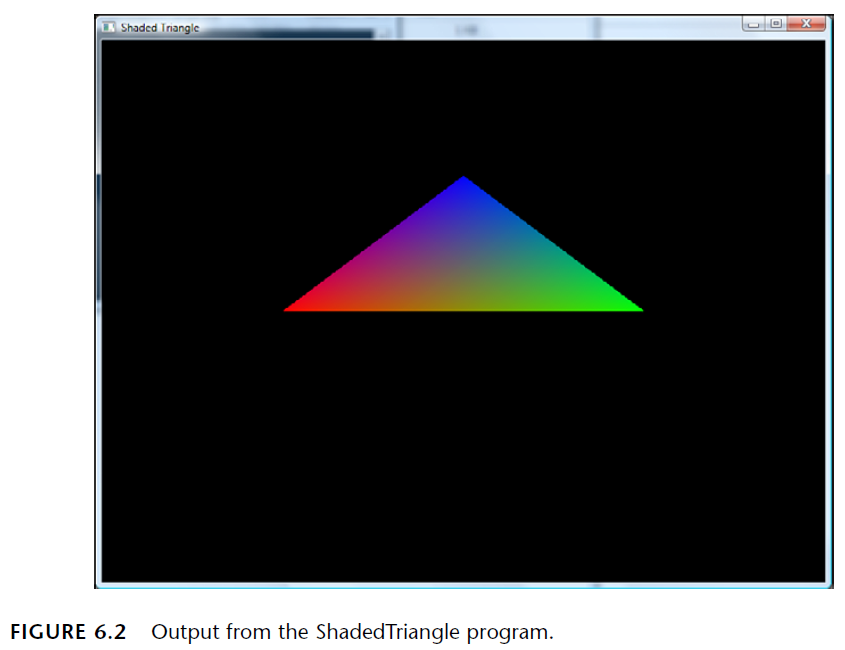 Shaded Triangle
FIGURE 6.2 Output from the ShadedTriangle program.